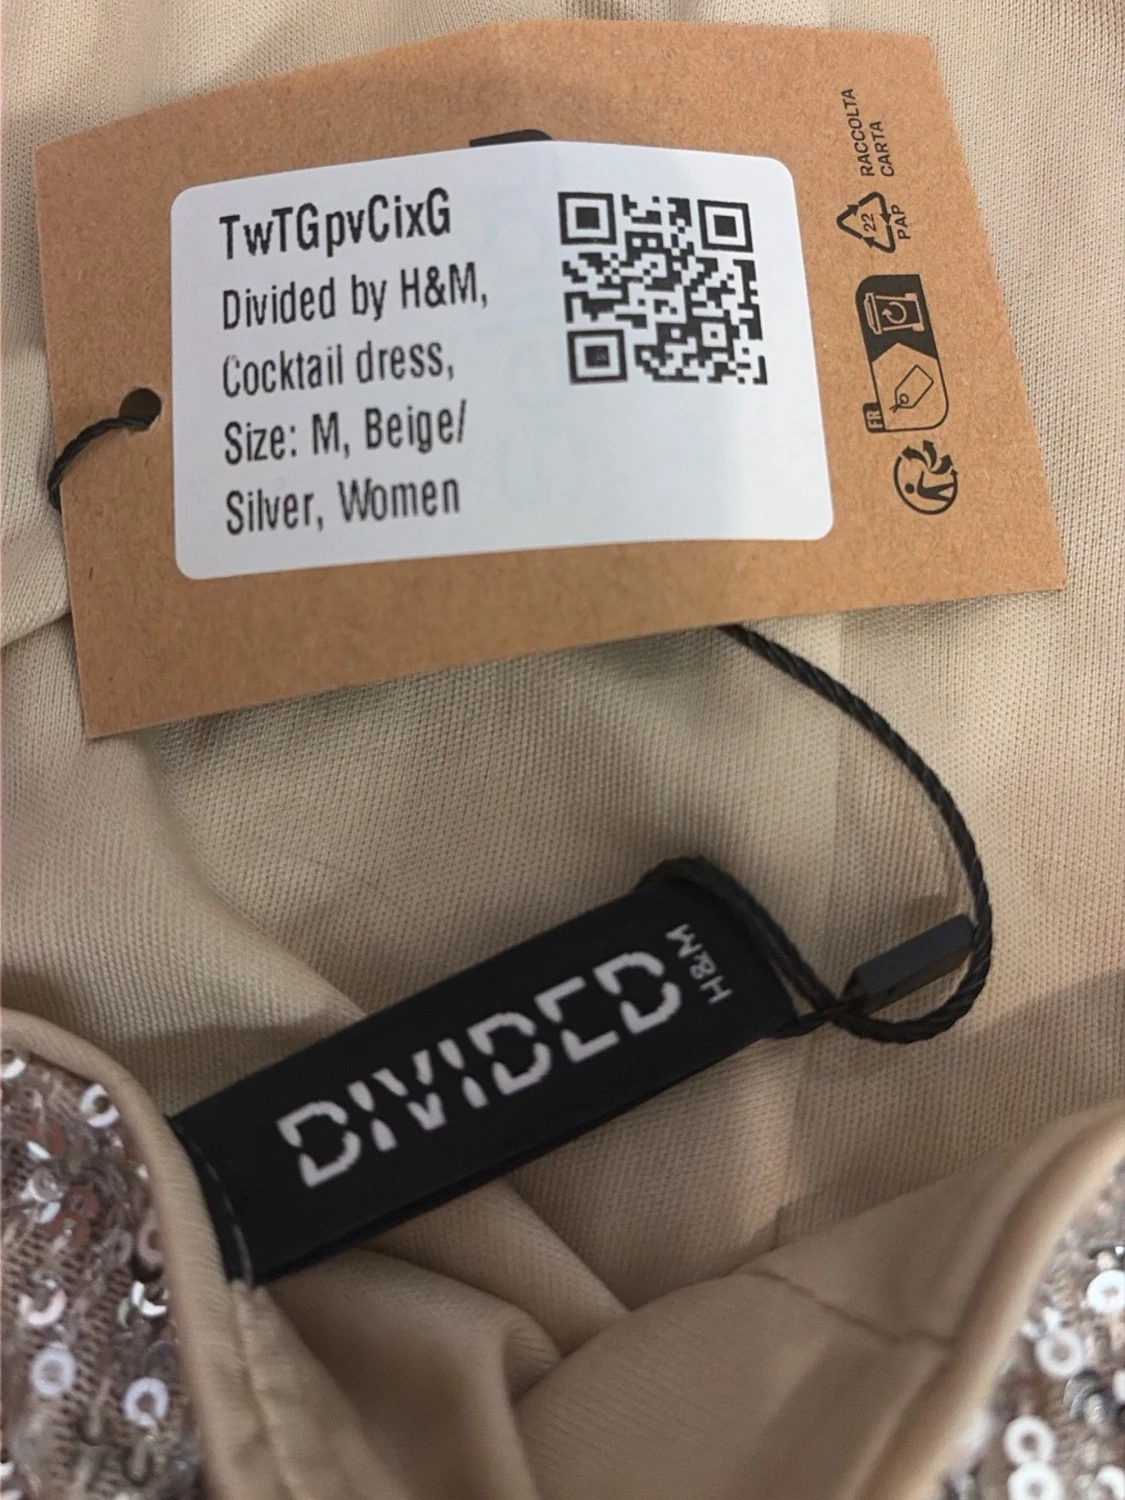 TwTGpvCixG
Divided by H&M,
Cocktail dress,
Size: M, Beige/
Silver, Women
RACCOLTA
CARTA
22
PAP
FR
DIVIDED
H&M